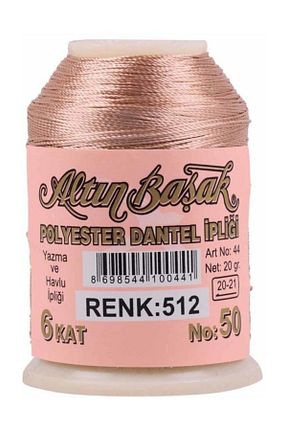 Altın Başak
POLYESTER DANTEL İPLİĞİ
Yazma
ve
Havlu
İpliği
8 698544 100441
Art No: 44
Net: 20 gr.
20-21
RENK:512
6 KAT
No: 50